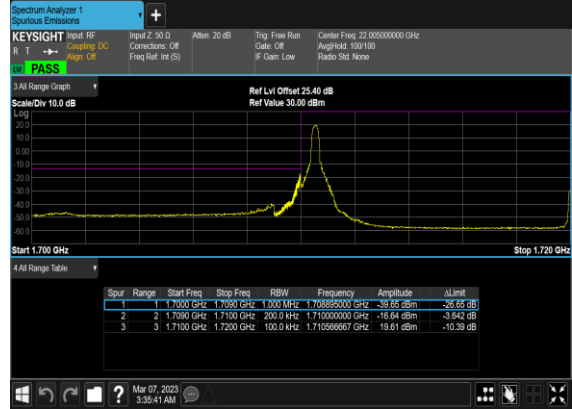 Spectrum Analyzer 1
Spurious Emissions
KEYSIGHT Input: RF Input Z: 50 Ω Atten: 20 dB Trig: Free Run Center Freq: 22.005000000 GHz
R T Coupling: DC Corrections: Off Gate: Off Avg|Hold: 100/100
Align: Off Freq Ref: Int (S) IF Gain: Low Radio Std: None
PASS
3 All Range Graph
Ref Lvl Offset 25.40 dB
Scale/Div 10.0 dB Ref Value 30.00 dBm
Log
20.0
10.0
0.00
-10.0
-20.0
-30.0
-40.0
-50.0
-60.0
Start 1.700 GHz Stop 1.720 GHz
4 All Range Table
Spur Range Start Freq Stop Freq RBW Frequency Amplitude ΔLimit
1 1 1.7000 GHz 1.7090 GHz 1.000 MHz 1.708895000 GHz -39.65 dBm -26.65 dB
2 2 1.7090 GHz 1.7100 GHz 200.0 kHz 1.710000000 GHz -16.64 dBm -3.642 dB
3 3 1.7100 GHz 1.7200 GHz 100.0 kHz 1.710566667 GHz 19.61 dBm -10.39 dB
? Mar 07, 2023
3:35:41 AM